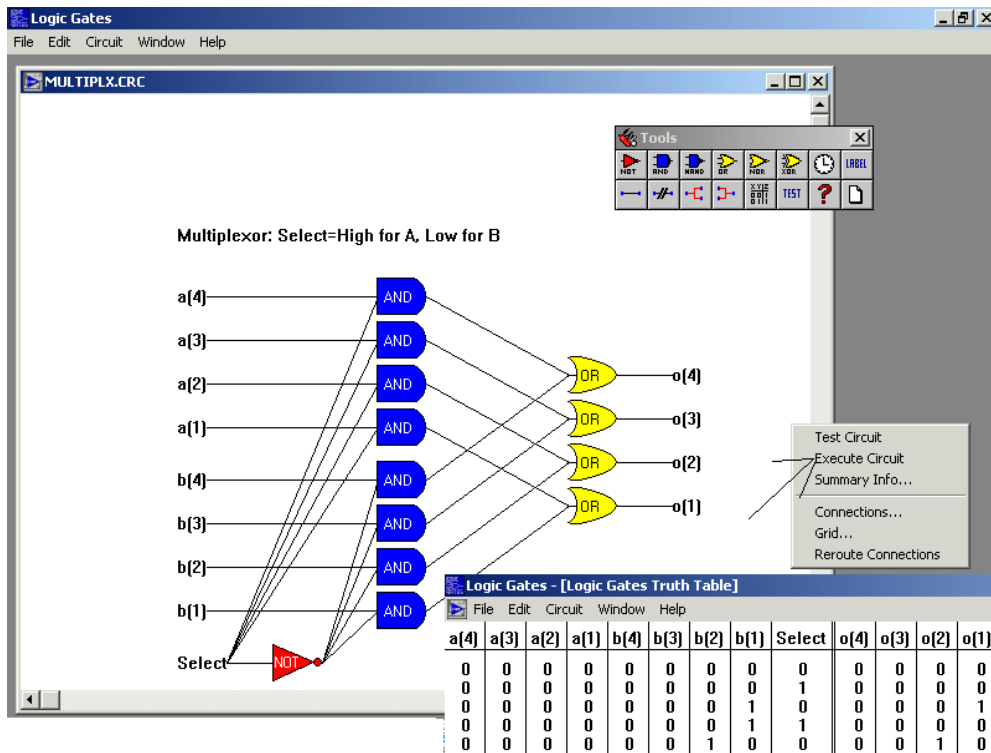 Logic Gates
File Edit Circuit Window Help
MULTIPLX.CRC
Tools
NOT AND NAND OR NOR XOR LABEL
XYZ TEST ?
Multiplexor: Select=High for A, Low for B
a(4) AND
a(3) AND
a(2) AND
a(1) AND
b(4) AND
b(3) AND
b(2) AND
b(1) AND
Select NOT
OR o(4)
OR o(3)
OR o(2)
OR o(1)
Test Circuit
Execute Circuit
Summary Info...
Connections...
Grid...
Reroute Connections
Logic Gates - [Logic Gates Truth Table]
File Edit Circuit Window Help
a(4) a(3) a(2) a(1) b(4) b(3) b(2) b(1) Select o(4) o(3) o(2) o(1)
0 0 0 0 0 0 0 0 0 0 0 0 0
0 0 0 0 0 0 0 0 1 0 0 0 0
0 0 0 0 0 0 0 1 0 0 0 0 1
0 0 0 0 0 0 0 1 1 0 0 0 0
0 0 0 0 0 0 1 0 0 0 0 1 0